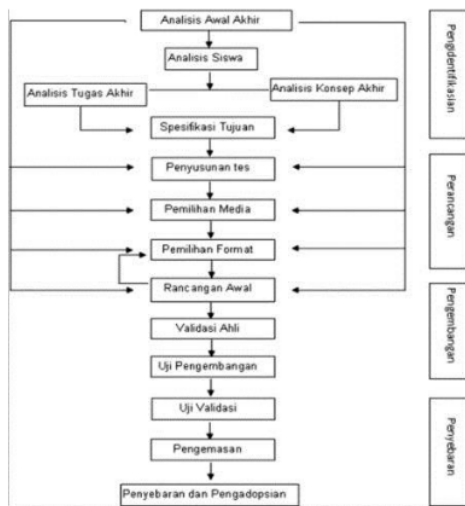 Analisis Awal Akhir
Analisis Siswa
Analisis Tugas Akhir
Analisis Konsep Akhir
Spesifikasi Tujuan
Penyusunan tes
Pemilihan Media
Pemilihan Format
Rancangan Awal
Validasi Ahli
Uji Pengembangan
Uji Validasi
Pengemasan
Penyebaran dan Pengadopsian
Pengidentifikasian
Perancangan
Pengembangan
Penyebaran